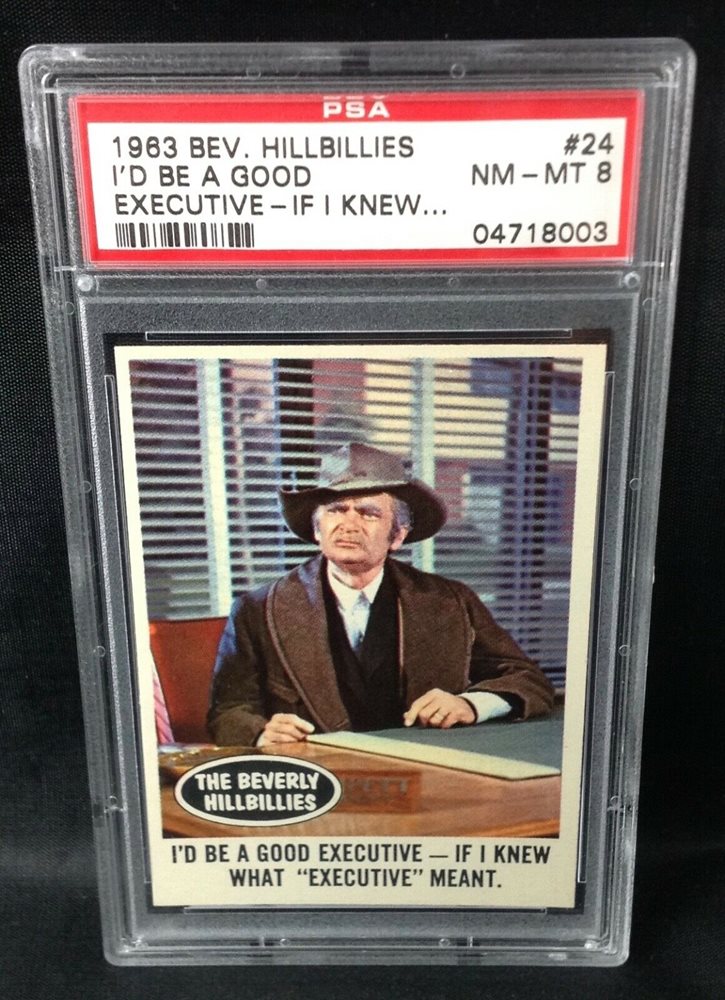 PSA
1963 BEV. HILLBILLIES #24
I'D BE A GOOD NM-MT 8
EXECUTIVE-IF I KNEW...
04718003
THE BEVERLY
HILLBILLIES
I'D BE A GOOD EXECUTIVE — IF I KNEW
WHAT "EXECUTIVE" MEANT.